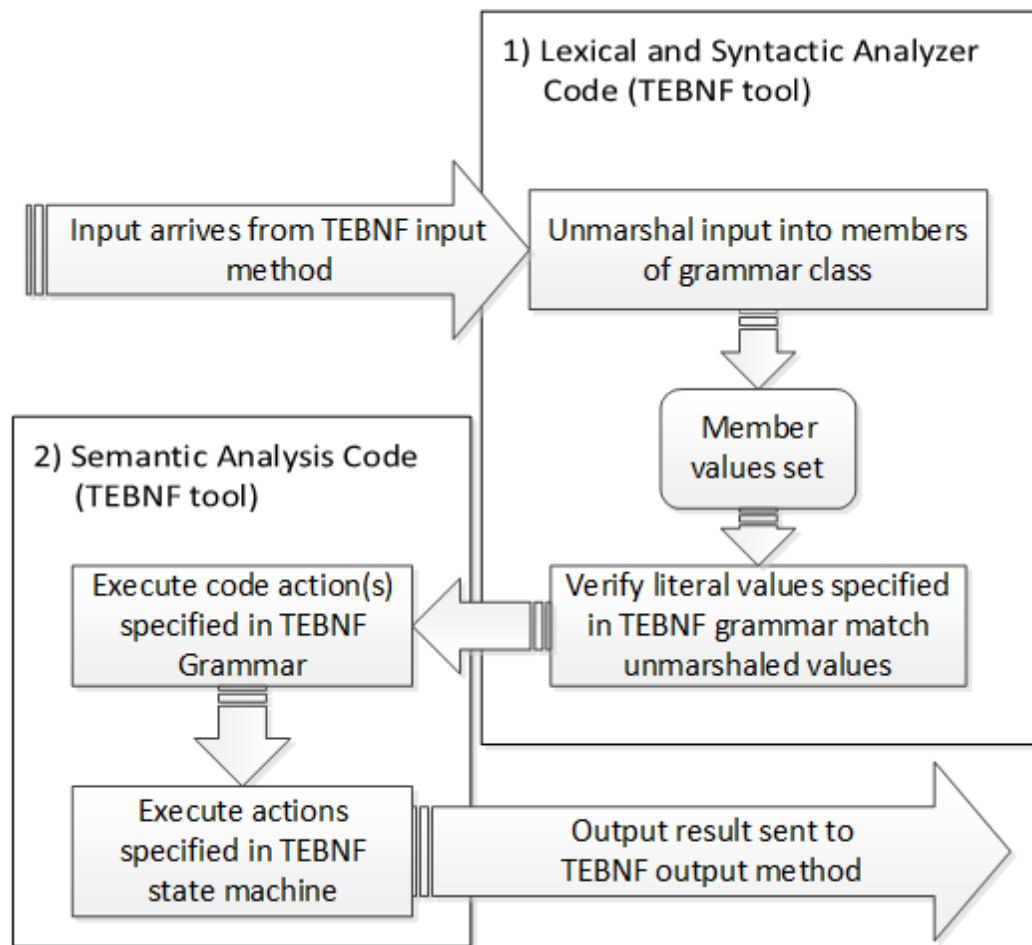 1) Lexical and Syntactic Analyzer
Code (TEBNF tool)
Input arrives from TEBNF input
method
Unmarshal input into members
of grammar class
Member
values set
Verify literal values specified
in TEBNF grammar match
unmarshaled values
2) Semantic Analysis Code
(TEBNF tool)
Execute code action(s)
specified in TEBNF
Grammar
Execute actions
specified in TEBNF
state machine
Output result sent to
TEBNF output method